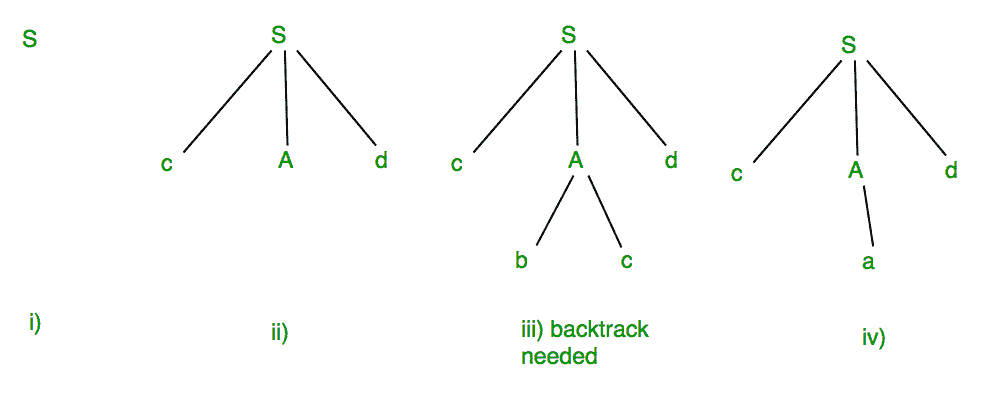 S
S
c A d
i)
ii)
S
c A d
b c
iii) backtrack
needed
S
c A d
a
iv)